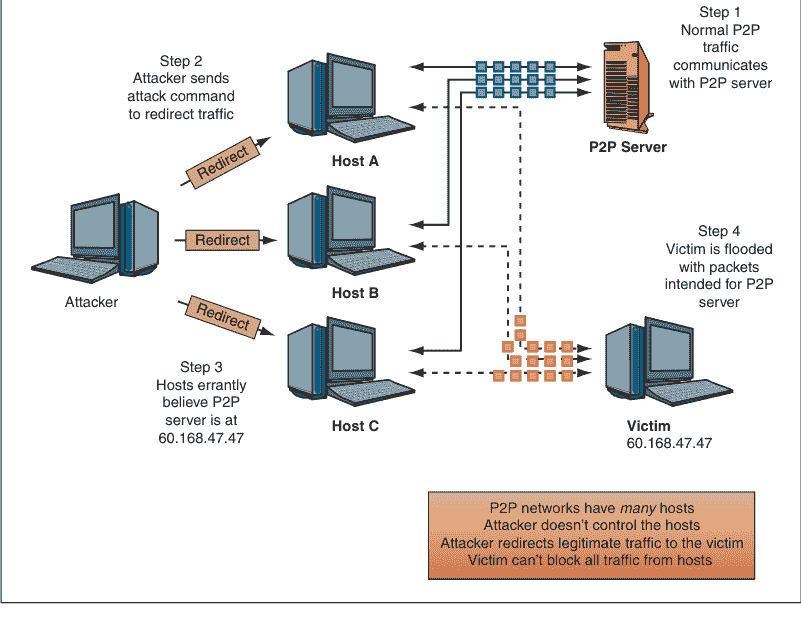 Step 1
Normal P2P
traffic
communicates
with P2P server
Step 2
Attacker sends
attack command
to redirect traffic
Redirect
Host A
P2P Server
Redirect
Attacker
Host B
Step 4
Victim is flooded
with packets
intended for P2P
server
Redirect
Step 3
Hosts errantly
believe P2P
server is at
60.168.47.47
Host C
Victim
60.168.47.47
P2P networks have many hosts
Attacker doesn't control the hosts
Attacker redirects legitimate traffic to the victim
Victim can't block all traffic from hosts